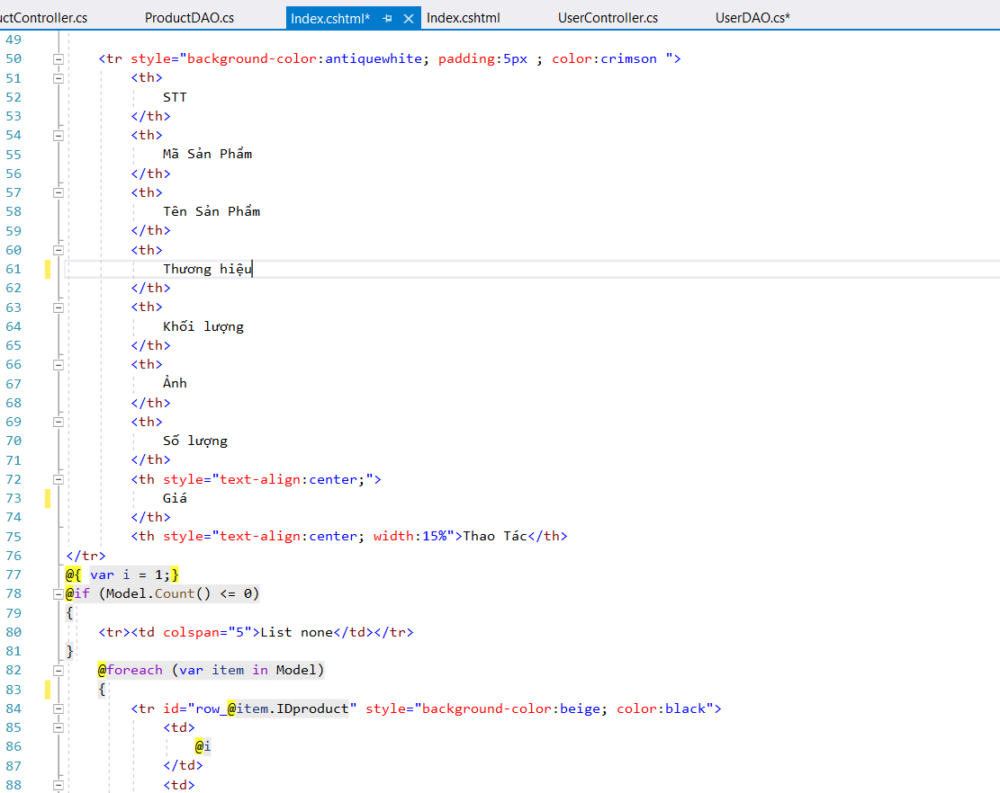 uctController.cs ProductDAO.cs Index.cshtml* Index.cshtml UserController.cs UserDAO.cs*
49
50 <tr style="background-color:antiquewhite; padding:5px ; color:crimson ">
51 <th>
52 STT
53 </th>
54 <th>
55 Mã Sản Phẩm
56 </th>
57 <th>
58 Tên Sản Phẩm
59 </th>
60 <th>
61 Thương hiệu
62 </th>
63 <th>
64 Khối lượng
65 </th>
66 <th>
67 Ảnh
68 </th>
69 <th>
70 Số lượng
71 </th>
72 <th style="text-align:center;">
73 Giá
74 </th>
75 <th style="text-align:center; width:15%">Thao Tác</th>
76 </tr>
77 @{ var i = 1;}
78 @if (Model.Count() <= 0)
79 {
80 <tr><td colspan="5">List none</td></tr>
81 }
82 @foreach (var item in Model)
83 {
84 <tr id="row_@item.IDproduct" style="background-color:beige; color:black">
85 <td>
86 @i
87 </td>
88 <td>